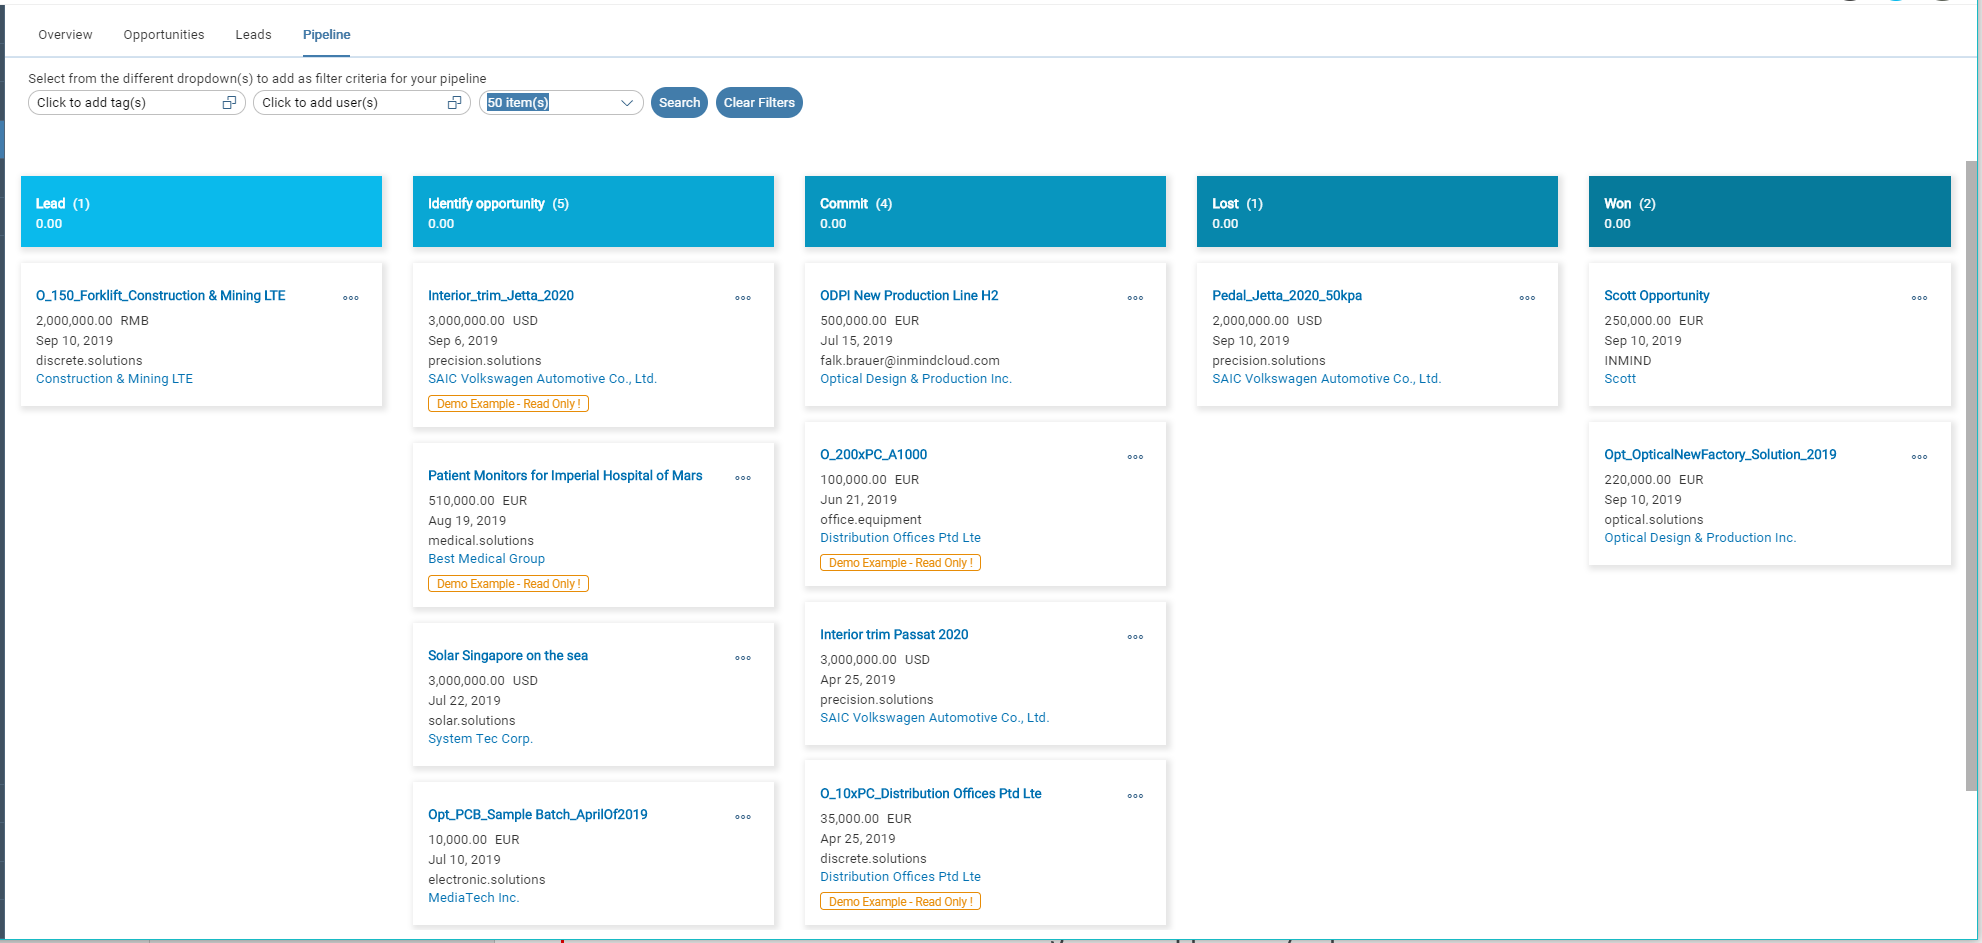 Overview
Opportunities
Leads
Pipeline
Select from the different dropdown(s) to add as filter criteria for your pipeline
Click to add tag(s)
Click to add user(s)
50 item(s)
Search
Clear Filters
Lead (1)
0.00
O_150_Forklift_Construction & Mining LTE
2,000,000.00 RMB
Sep 10, 2019
discrete.solutions
Construction & Mining LTE
Identify opportunity (5)
0.00
Interior_trim_Jetta_2020
3,000,000.00 USD
Sep 6, 2019
precision.solutions
SAIC Volkswagen Automotive Co., Ltd.
Demo Example - Read Only !
Patient Monitors for Imperial Hospital of Mars
510,000.00 EUR
Aug 19, 2019
medical.solutions
Best Medical Group
Demo Example - Read Only !
Solar Singapore on the sea
3,000,000.00 USD
Jul 22, 2019
solar.solutions
System Tec Corp.
Opt_PCB_Sample Batch_AprilOf2019
10,000.00 EUR
Jul 10, 2019
electronic.solutions
MediaTech Inc.
Commit (4)
0.00
ODPI New Production Line H2
500,000.00 EUR
Jul 15, 2019
falk.brauer@inmindcloud.com
Optical Design & Production Inc.
O_200xPC_A1000
100,000.00 EUR
Jun 21, 2019
office.equipment
Distribution Offices Ptd Lte
Demo Example - Read Only !
Interior trim Passat 2020
3,000,000.00 USD
Apr 25, 2019
precision.solutions
SAIC Volkswagen Automotive Co., Ltd.
O_10xPC_Distribution Offices Ptd Lte
35,000.00 EUR
Apr 25, 2019
discrete.solutions
Distribution Offices Ptd Lte
Demo Example - Read Only !
Lost (1)
0.00
Pedal_Jetta_2020_50kpa
2,000,000.00 USD
Sep 10, 2019
precision.solutions
SAIC Volkswagen Automotive Co., Ltd.
Won (2)
0.00
Scott Opportunity
250,000.00 EUR
Sep 10, 2019
INMIND
Scott
Opt_OpticalNewFactory_Solution_2019
220,000.00 EUR
Sep 10, 2019
optical.solutions
Optical Design & Production Inc.